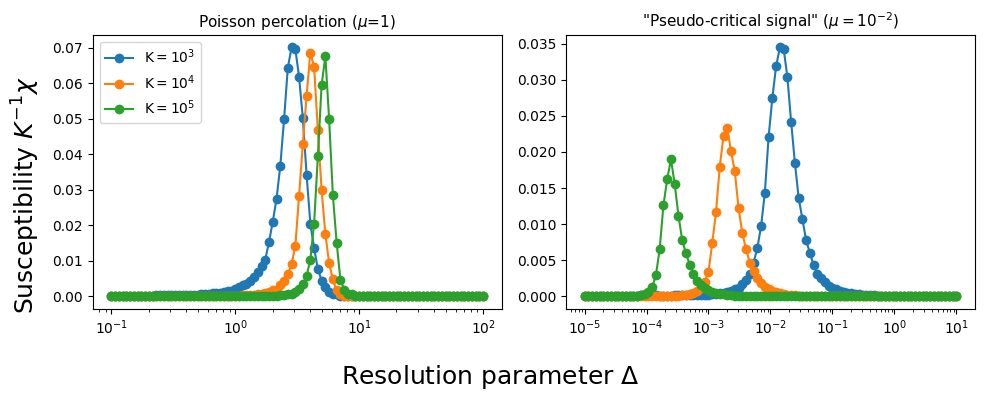 Poisson percolation (μ=1)
"Pseudo-critical signal" (μ = 10⁻²)
Susceptibility K⁻¹χ
0.07
0.06
0.05
0.04
0.03
0.02
0.01
0.00
K = 10³
K = 10⁴
K = 10⁵
10⁻¹ 10⁰ 10¹ 10²
0.035
0.030
0.025
0.020
0.015
0.010
0.005
0.000
10⁻⁵ 10⁻⁴ 10⁻³ 10⁻² 10⁻¹ 10⁰ 10¹
Resolution parameter Δ